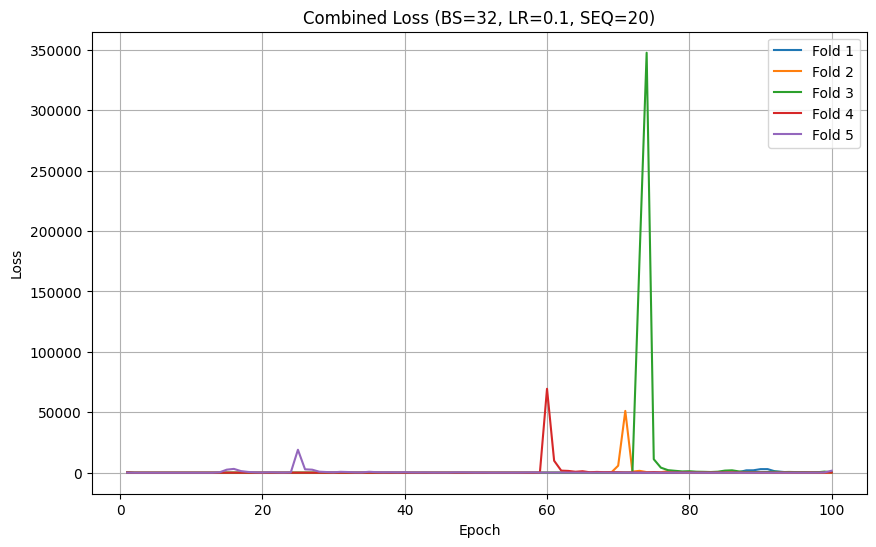 Combined Loss (BS=32, LR=0.1, SEQ=20)
Loss
350000
300000
250000
200000
150000
100000
50000
0
Fold 1
Fold 2
Fold 3
Fold 4
Fold 5
0 20 40 60 80 100
Epoch